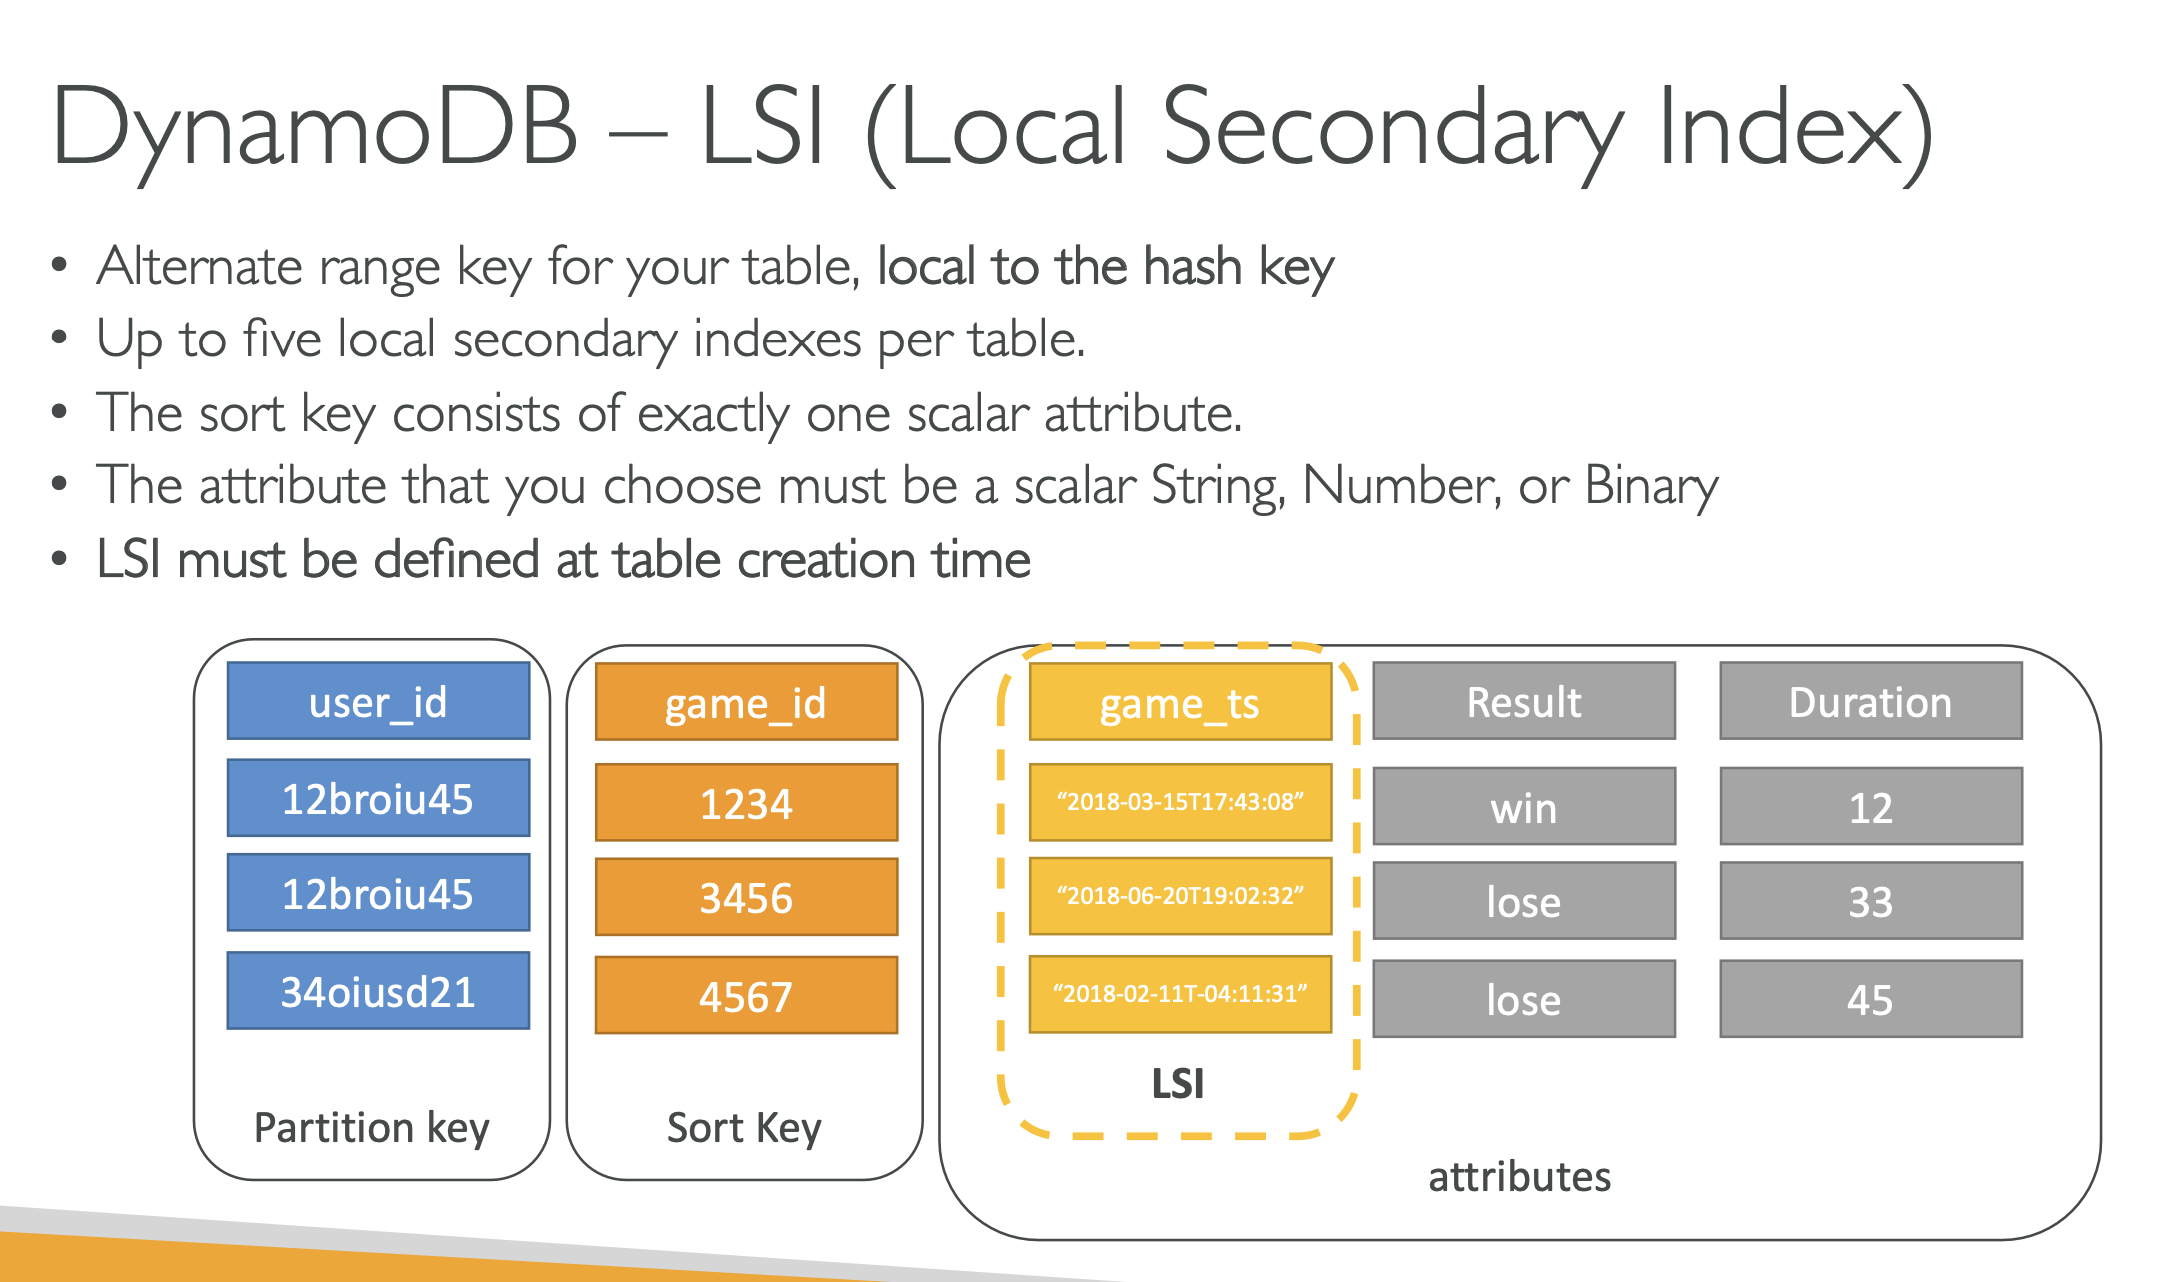 DynamoDB – LSI (Local Secondary Index)
• Alternate range key for your table, local to the hash key
• Up to five local secondary indexes per table.
• The sort key consists of exactly one scalar attribute.
• The attribute that you choose must be a scalar String, Number, or Binary
• LSI must be defined at table creation time
user_id game_id game_ts Result Duration
12broiu45 1234 “2018-03-15T17:43:08” win 12
12broiu45 3456 “2018-06-20T19:02:32” lose 33
34oiusd21 4567 “2018-02-11T-04:11:31” lose 45
LSI
Partition key Sort Key
attributes